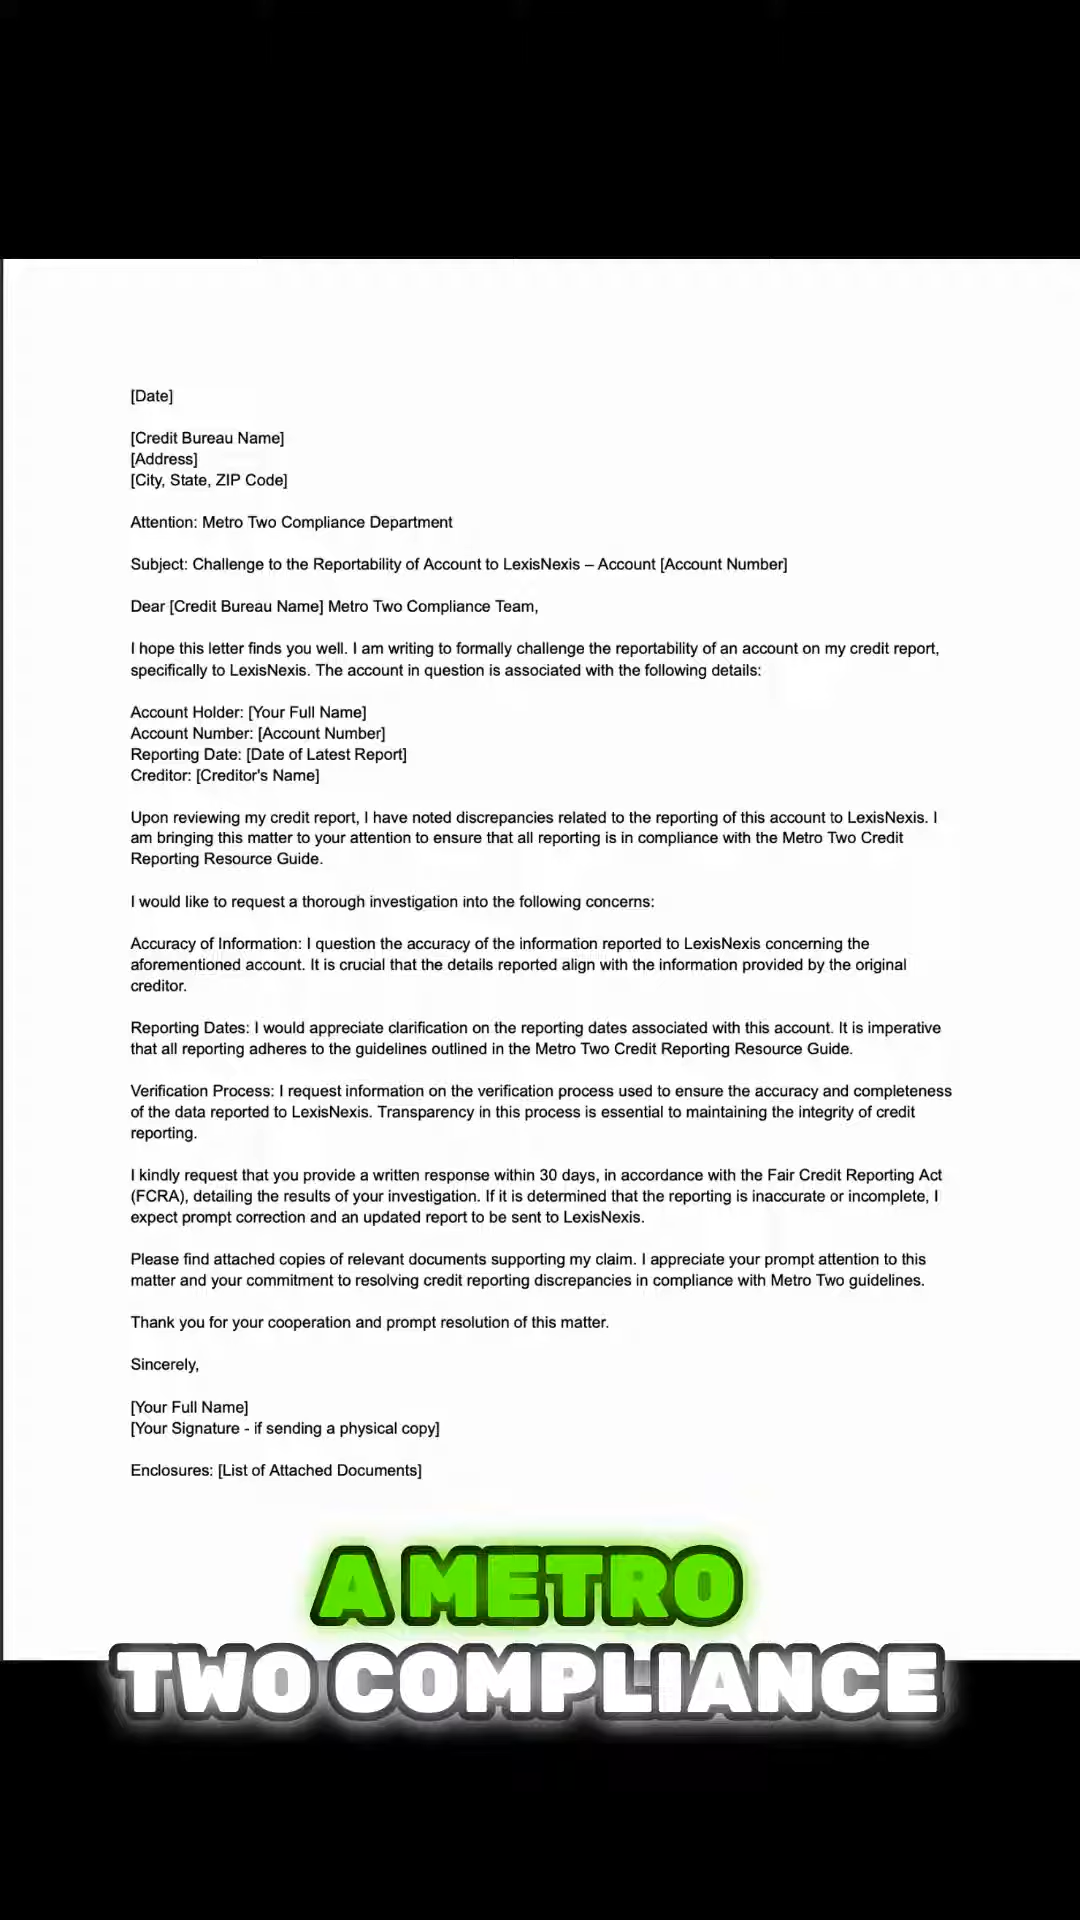 [Date]
[Credit Bureau Name]
[Address]
[City, State, ZIP Code]
Attention: Metro Two Compliance Department
Subject: Challenge to the Reportability of Account to LexisNexis – Account [Account Number]
Dear [Credit Bureau Name] Metro Two Compliance Team,
I hope this letter finds you well. I am writing to formally challenge the reportability of an account on my credit report,
specifically to LexisNexis. The account in question is associated with the following details:
Account Holder: [Your Full Name]
Account Number: [Account Number]
Reporting Date: [Date of Latest Report]
Creditor: [Creditor's Name]
Upon reviewing my credit report, I have noted discrepancies related to the reporting of this account to LexisNexis. I
am bringing this matter to your attention to ensure that all reporting is in compliance with the Metro Two Credit
Reporting Resource Guide.
I would like to request a thorough investigation into the following concerns:
Accuracy of Information: I question the accuracy of the information reported to LexisNexis concerning the
aforementioned account. It is crucial that the details reported align with the information provided by the original
creditor.
Reporting Dates: I would appreciate clarification on the reporting dates associated with this account. It is imperative
that all reporting adheres to the guidelines outlined in the Metro Two Credit Reporting Resource Guide.
Verification Process: I request information on the verification process used to ensure the accuracy and completeness
of the data reported to LexisNexis. Transparency in this process is essential to maintaining the integrity of credit
reporting.
I kindly request that you provide a written response within 30 days, in accordance with the Fair Credit Reporting Act
(FCRA), detailing the results of your investigation. If it is determined that the reporting is inaccurate or incomplete, I
expect prompt correction and an updated report to be sent to LexisNexis.
Please find attached copies of relevant documents supporting my claim. I appreciate your prompt attention to this
matter and your commitment to resolving credit reporting discrepancies in compliance with Metro Two guidelines.
Thank you for your cooperation and prompt resolution of this matter.
Sincerely,
[Your Full Name]
[Your Signature - if sending a physical copy]
Enclosures: [List of Attached Documents]
A METRO
TWO COMPLIANCE